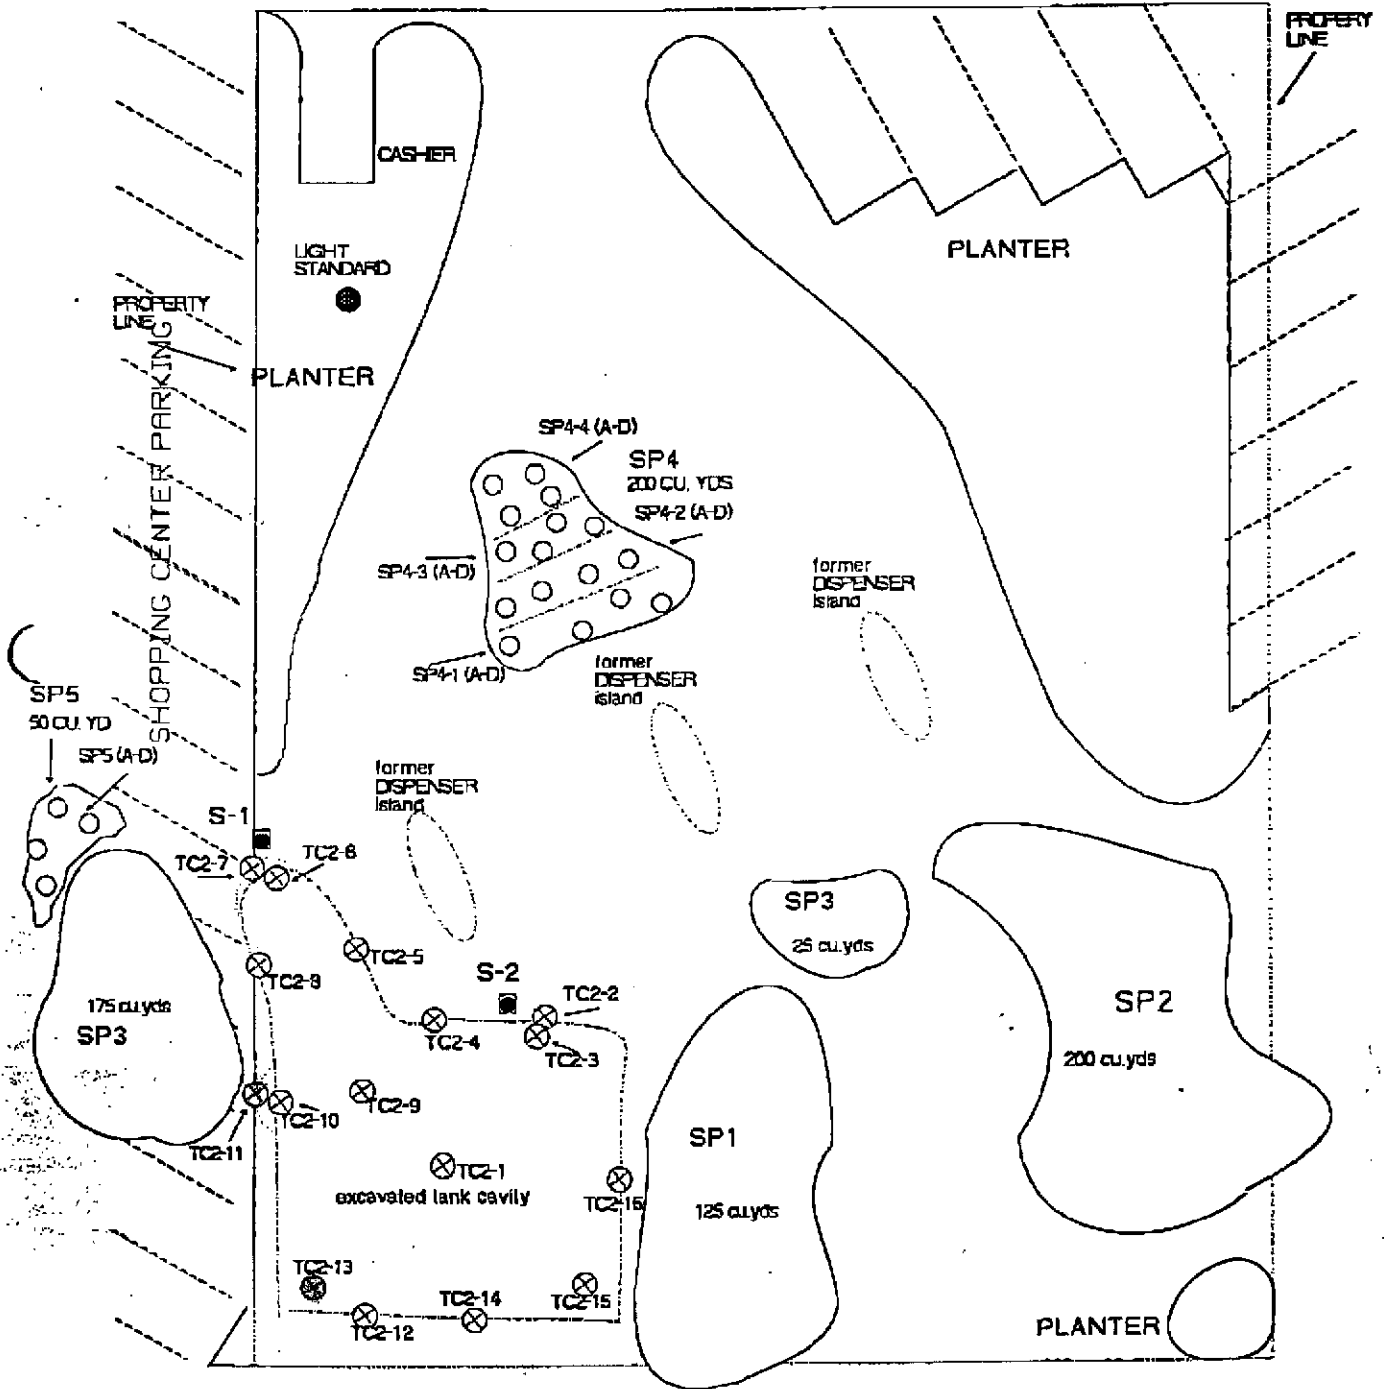 PROPERY
LINE
CASHIER
LIGHT
STANDARD
PLANTER
PROPERTY
LINE
PLANTER
SHOPPING CENTER PARKING
SP4-4 (A-D)
SP4
200 CU. YDS
SP4-2 (A-D)
SP4-3 (A-D)
SP4-1 (A-D)
former
DISPENSER
island
former
DISPENSER
island
former
DISPENSER
island
SP5
50 CU. YD
SP5 (A-D)
S-1
TC2-7
TC2-6
TC2-5
TC2-8
S-2
TC2-2
TC2-3
TC2-4
SP3
25 cu.yds
SP2
200 cu.yds
175 cu.yds
SP3
TC2-9
TC2-10
TC2-11
TC2-1
excavated tank cavity
SP1
125 cu.yds
TC2-16
TC2-13
TC2-15
TC2-14
TC2-12
PLANTER